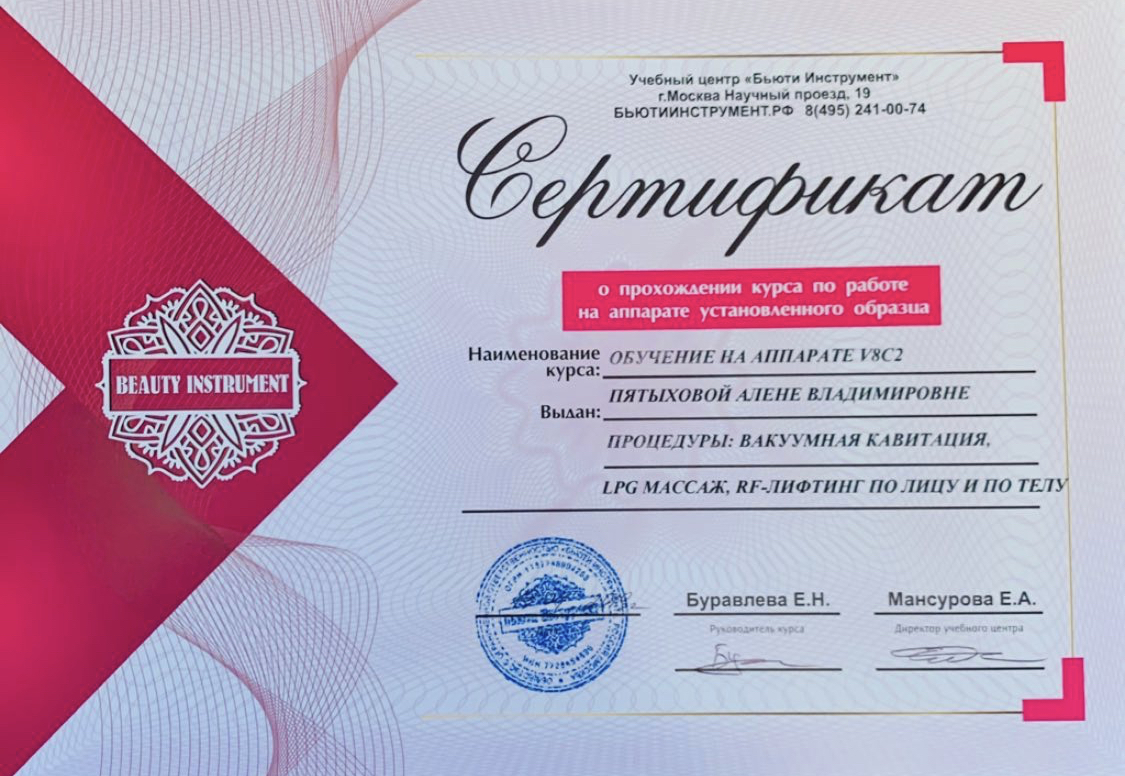 Учебный центр «Бьюти Инструмент»
г.Москва Научный проезд, 19
БЬЮТИИНСТРУМЕНТ.РФ 8(495) 241-00-74
Сертификат
о прохождении курса по работе
на аппарате установленного образца
BEAUTY INSTRUMENT
Наименование курса: ОБУЧЕНИЕ НА АППАРАТЕ V8C2
Выдан: ПЯТЫХОВОЙ АЛЕНЕ ВЛАДИМИРОВНЕ
ПРОЦЕДУРЫ: ВАКУУМНАЯ КАВИТАЦИЯ,
LPG МАССАЖ, RF-ЛИФТИНГ ПО ЛИЦУ И ПО ТЕЛУ
Буравлева Е.Н.
Руководитель курса
Мансурова Е.А.
Директор учебного центра